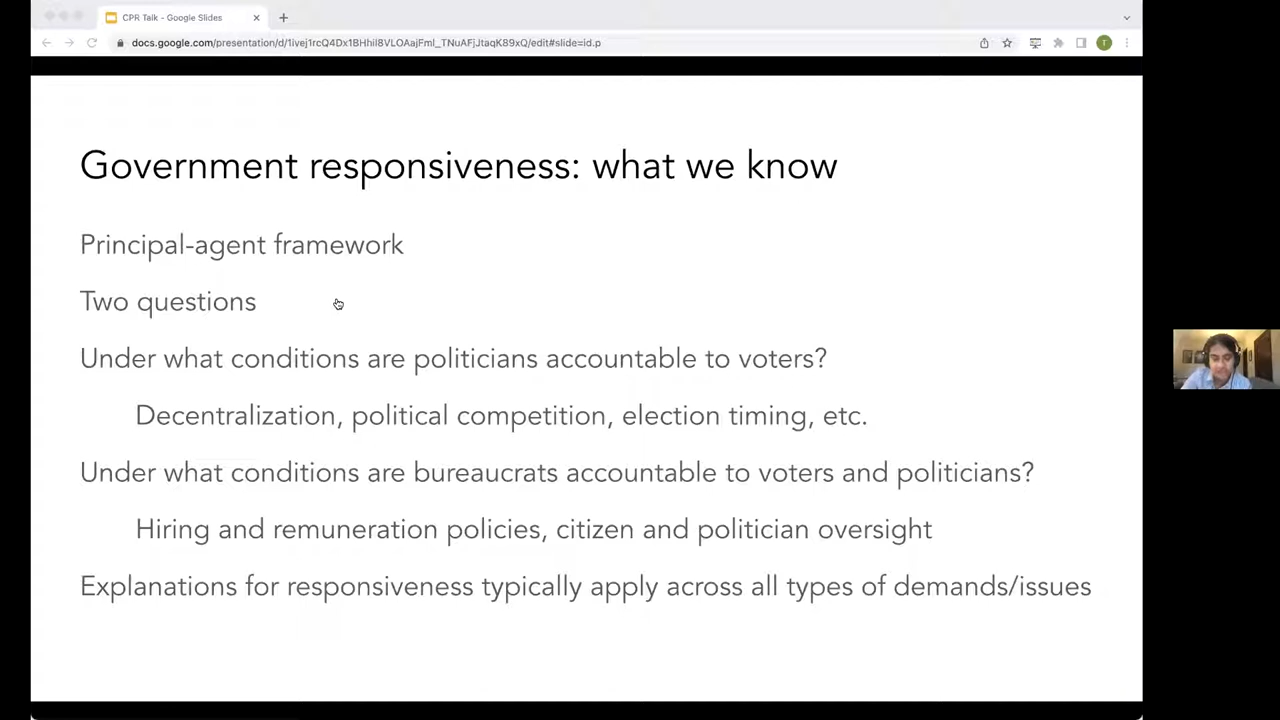 CPR Talk - Google Slides
docs.google.com/presentation/d/1ivej1rcQ4Dx1BHhiI8VLOAajFmI_TNuAFjJtaqK89xQ/edit#slide=id.p
T
Government responsiveness: what we know
Principal-agent framework
Two questions
Under what conditions are politicians accountable to voters?
Decentralization, political competition, election timing, etc.
Under what conditions are bureaucrats accountable to voters and politicians?
Hiring and remuneration policies, citizen and politician oversight
Explanations for responsiveness typically apply across all types of demands/issues